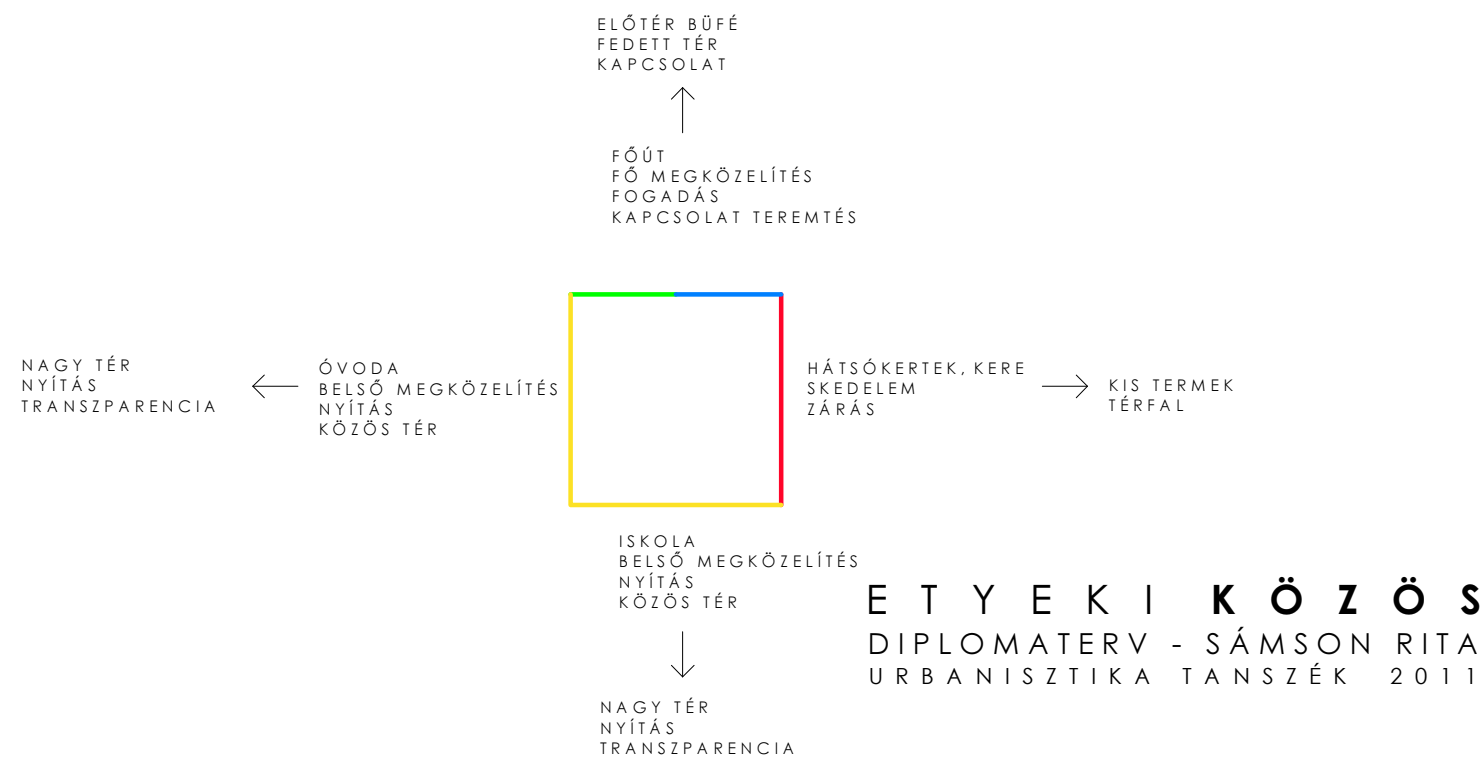 ELŐTÉR BÜFÉ
FEDETT TÉR
KAPCSOLAT
FŐÚT
FŐ MEGKÖZELÍTÉS
FOGADÁS
KAPCSOLAT TEREMTÉS
NAGY TÉR
NYÍTÁS
TRANSZPARENCIA
ÓVODA
BELSŐ MEGKÖZELÍTÉS
NYÍTÁS
KÖZÖS TÉR
HÁTSÓKERTEK, KERE
SKEDELEM
ZÁRÁS
KIS TERMEK
TÉRFAL
ISKOLA
BELSŐ MEGKÖZELÍTÉS
NYÍTÁS
KÖZÖS TÉR
NAGY TÉR
NYÍTÁS
TRANSZPARENCIA
ETYEKI KÖZÖS
DIPLOMATERV - SÁMSON RITA
URBANISZTIKA TANSZÉK 2011